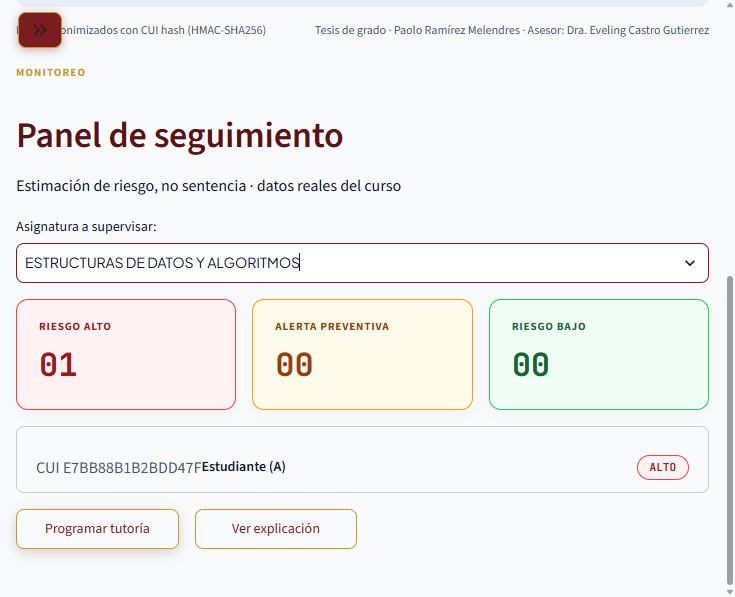 onimizados con CUI hash (HMAC-SHA256)
Tesis de grado · Paolo Ramírez Melendres · Asesor: Dra. Eveling Castro Gutierrez
MONITOREO
Panel de seguimiento
Estimación de riesgo, no sentencia · datos reales del curso
Asignatura a supervisar:
ESTRUCTURAS DE DATOS Y ALGORITMOS
RIESGO ALTO
01
ALERTA PREVENTIVA
00
RIESGO BAJO
00
CUI E7BB88B1B2BDD47FEstudiante (A)
ALTO
Programar tutoría
Ver explicación